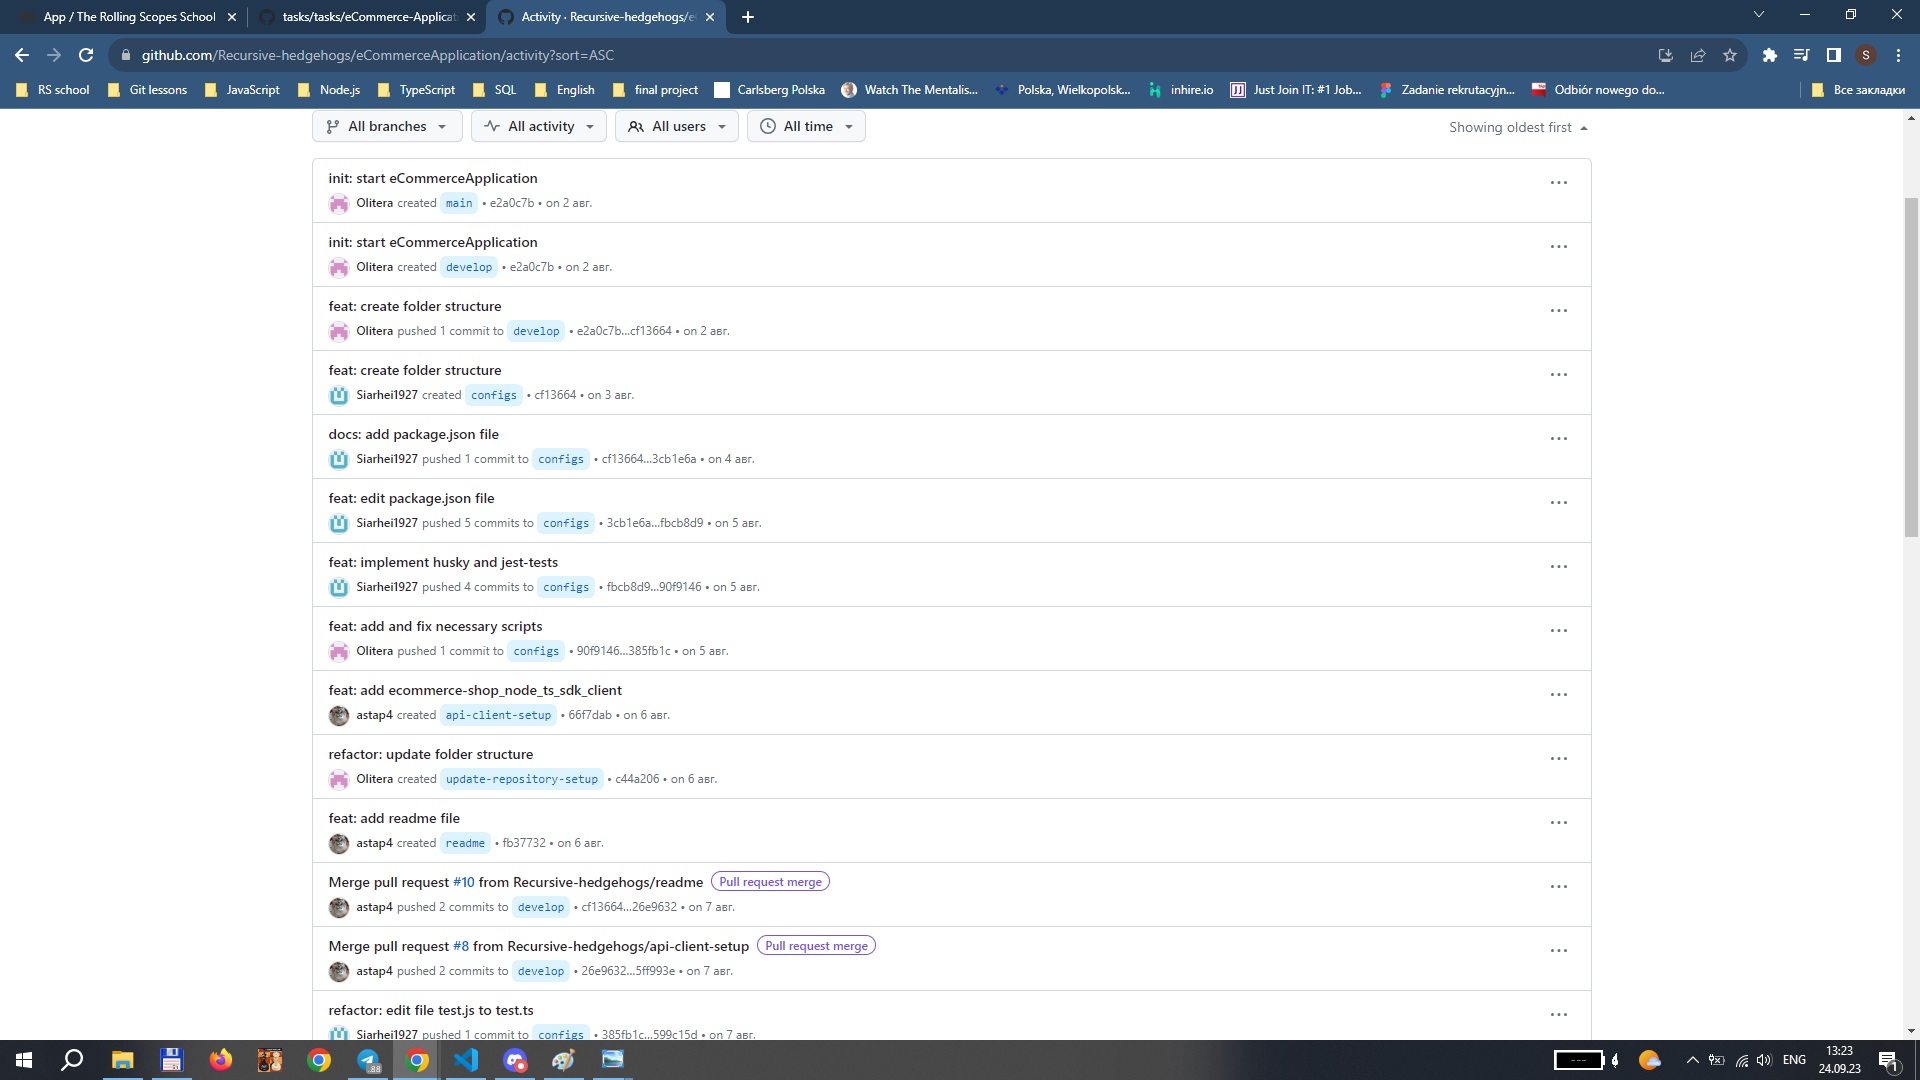 App / The Rolling Scopes School
tasks/tasks/eCommerce-Applicat
Activity · Recursive-hedgehogs/e
github.com/Recursive-hedgehogs/eCommerceApplication/activity?sort=ASC
S
RS school
Git lessons
JavaScript
Node.js
TypeScript
SQL
English
final project
Carlsberg Polska
Watch The Mentalis...
Polska, Wielkopolsk...
inhire.io
Just Join IT: #1 Job...
Zadanie rekrutacyjn...
Odbiór nowego do...
Все закладки
All branches
All activity
All users
All time
Showing oldest first
init: start eCommerceApplication
Olitera created main • e2a0c7b • on 2 авг.
init: start eCommerceApplication
Olitera created develop • e2a0c7b • on 2 авг.
feat: create folder structure
Olitera pushed 1 commit to develop • e2a0c7b...cf13664 • on 2 авг.
feat: create folder structure
Siarhei1927 created configs • cf13664 • on 3 авг.
docs: add package.json file
Siarhei1927 pushed 1 commit to configs • cf13664...3cb1e6a • on 4 авг.
feat: edit package.json file
Siarhei1927 pushed 5 commits to configs • 3cb1e6a...fbcb8d9 • on 5 авг.
feat: implement husky and jest-tests
Siarhei1927 pushed 4 commits to configs • fbcb8d9...90f9146 • on 5 авг.
feat: add and fix necessary scripts
Olitera pushed 1 commit to configs • 90f9146...385fb1c • on 5 авг.
feat: add ecommerce-shop_node_ts_sdk_client
astap4 created api-client-setup • 66f7dab • on 6 авг.
refactor: update folder structure
Olitera created update-repository-setup • c44a206 • on 6 авг.
feat: add readme file
astap4 created readme • fb37732 • on 6 авг.
Merge pull request #10 from Recursive-hedgehogs/readme Pull request merge
astap4 pushed 2 commits to develop • cf13664...26e9632 • on 7 авг.
Merge pull request #8 from Recursive-hedgehogs/api-client-setup Pull request merge
astap4 pushed 2 commits to develop • 26e9632...5ff993e • on 7 авг.
refactor: edit file test.js to test.ts
Siarhei1927 pushed 1 commit to configs • 385fb1c...599c15d • on 7 авг.
88
ENG
13:23
24.09.23
1